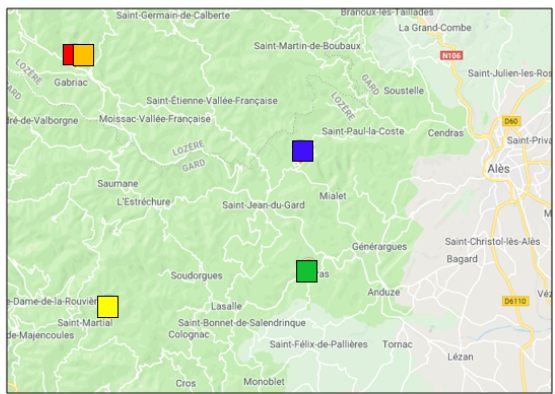 Saint-Germain-de-Calberte
Branoux-les-Taillades
La Grand-Combe
Saint-Martin-de-Boubaux
N106
LOZÈRE
GARD
Saint-Julien-les-Ros
Gabriac
Soustelle
GARD
LOZÈRE
Saint-Étienne-Vallée-Française
dré-de-Valborgne
Moissac-Vallée-Française
D60
Saint-Paul-la-Coste
Cendras
Saint-Priva
LOZÈRE
GARD
Alès
Saumane
L'Estréchure
Mialet
Saint-Jean-du-Gard
M
Générargues
Saint-Christol-lès-Alès
Bagard
Soudorgues
ras
Anduze
e-Dame-de-la-Rouvièr
Lasalle
D6110
Véz
Saint-Martial
Saint-Bonnet-de-Salendrinque
de-Majencoules
Colognac
Saint-Félix-de-Pallières
Tornac
Lézan
Cros
Monoblet